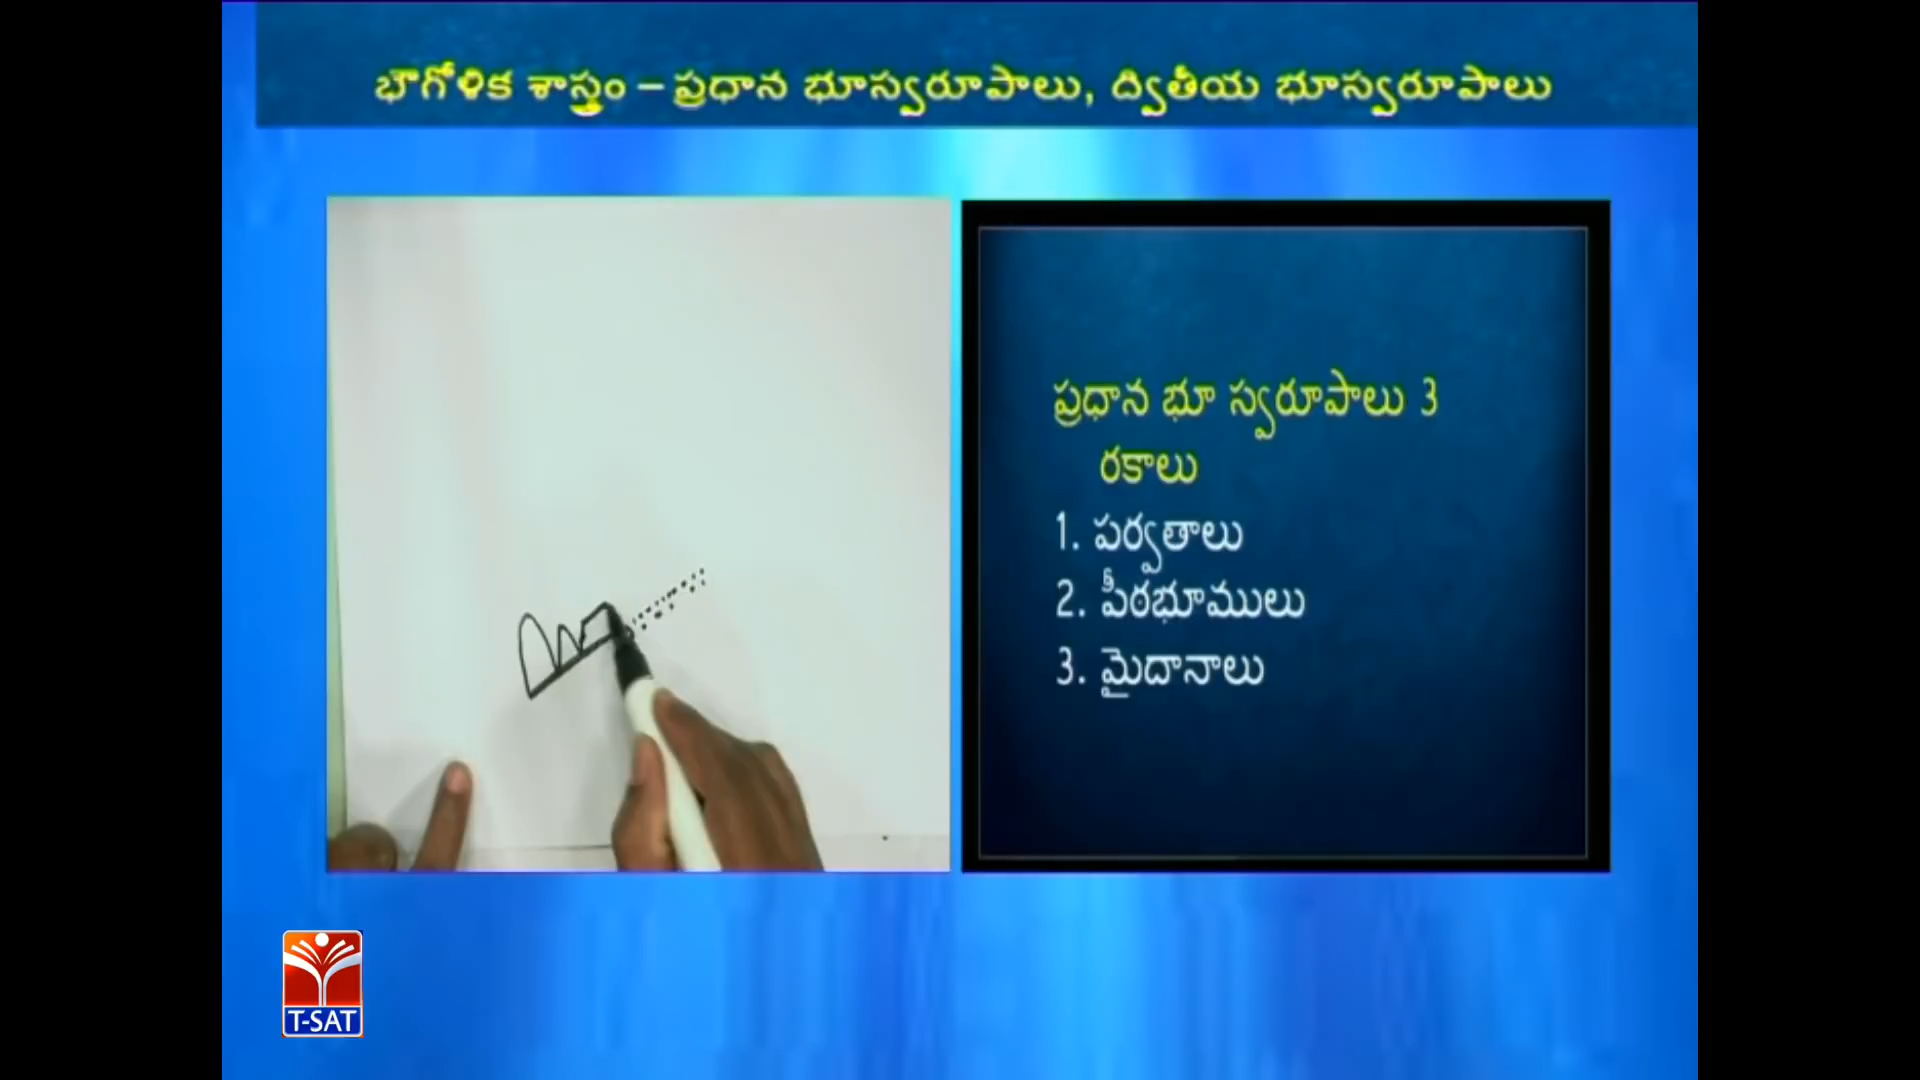 భౌగోళిక శాస్త్రం – ప్రధాన భూస్వరూపాలు, ద్వితీయ భూస్వరూపాలు
ప్రధాన భూ స్వరూపాలు 3
రకాలు
1. పర్వతాలు
2. పీఠభూములు
3. మైదానాలు
T-SAT